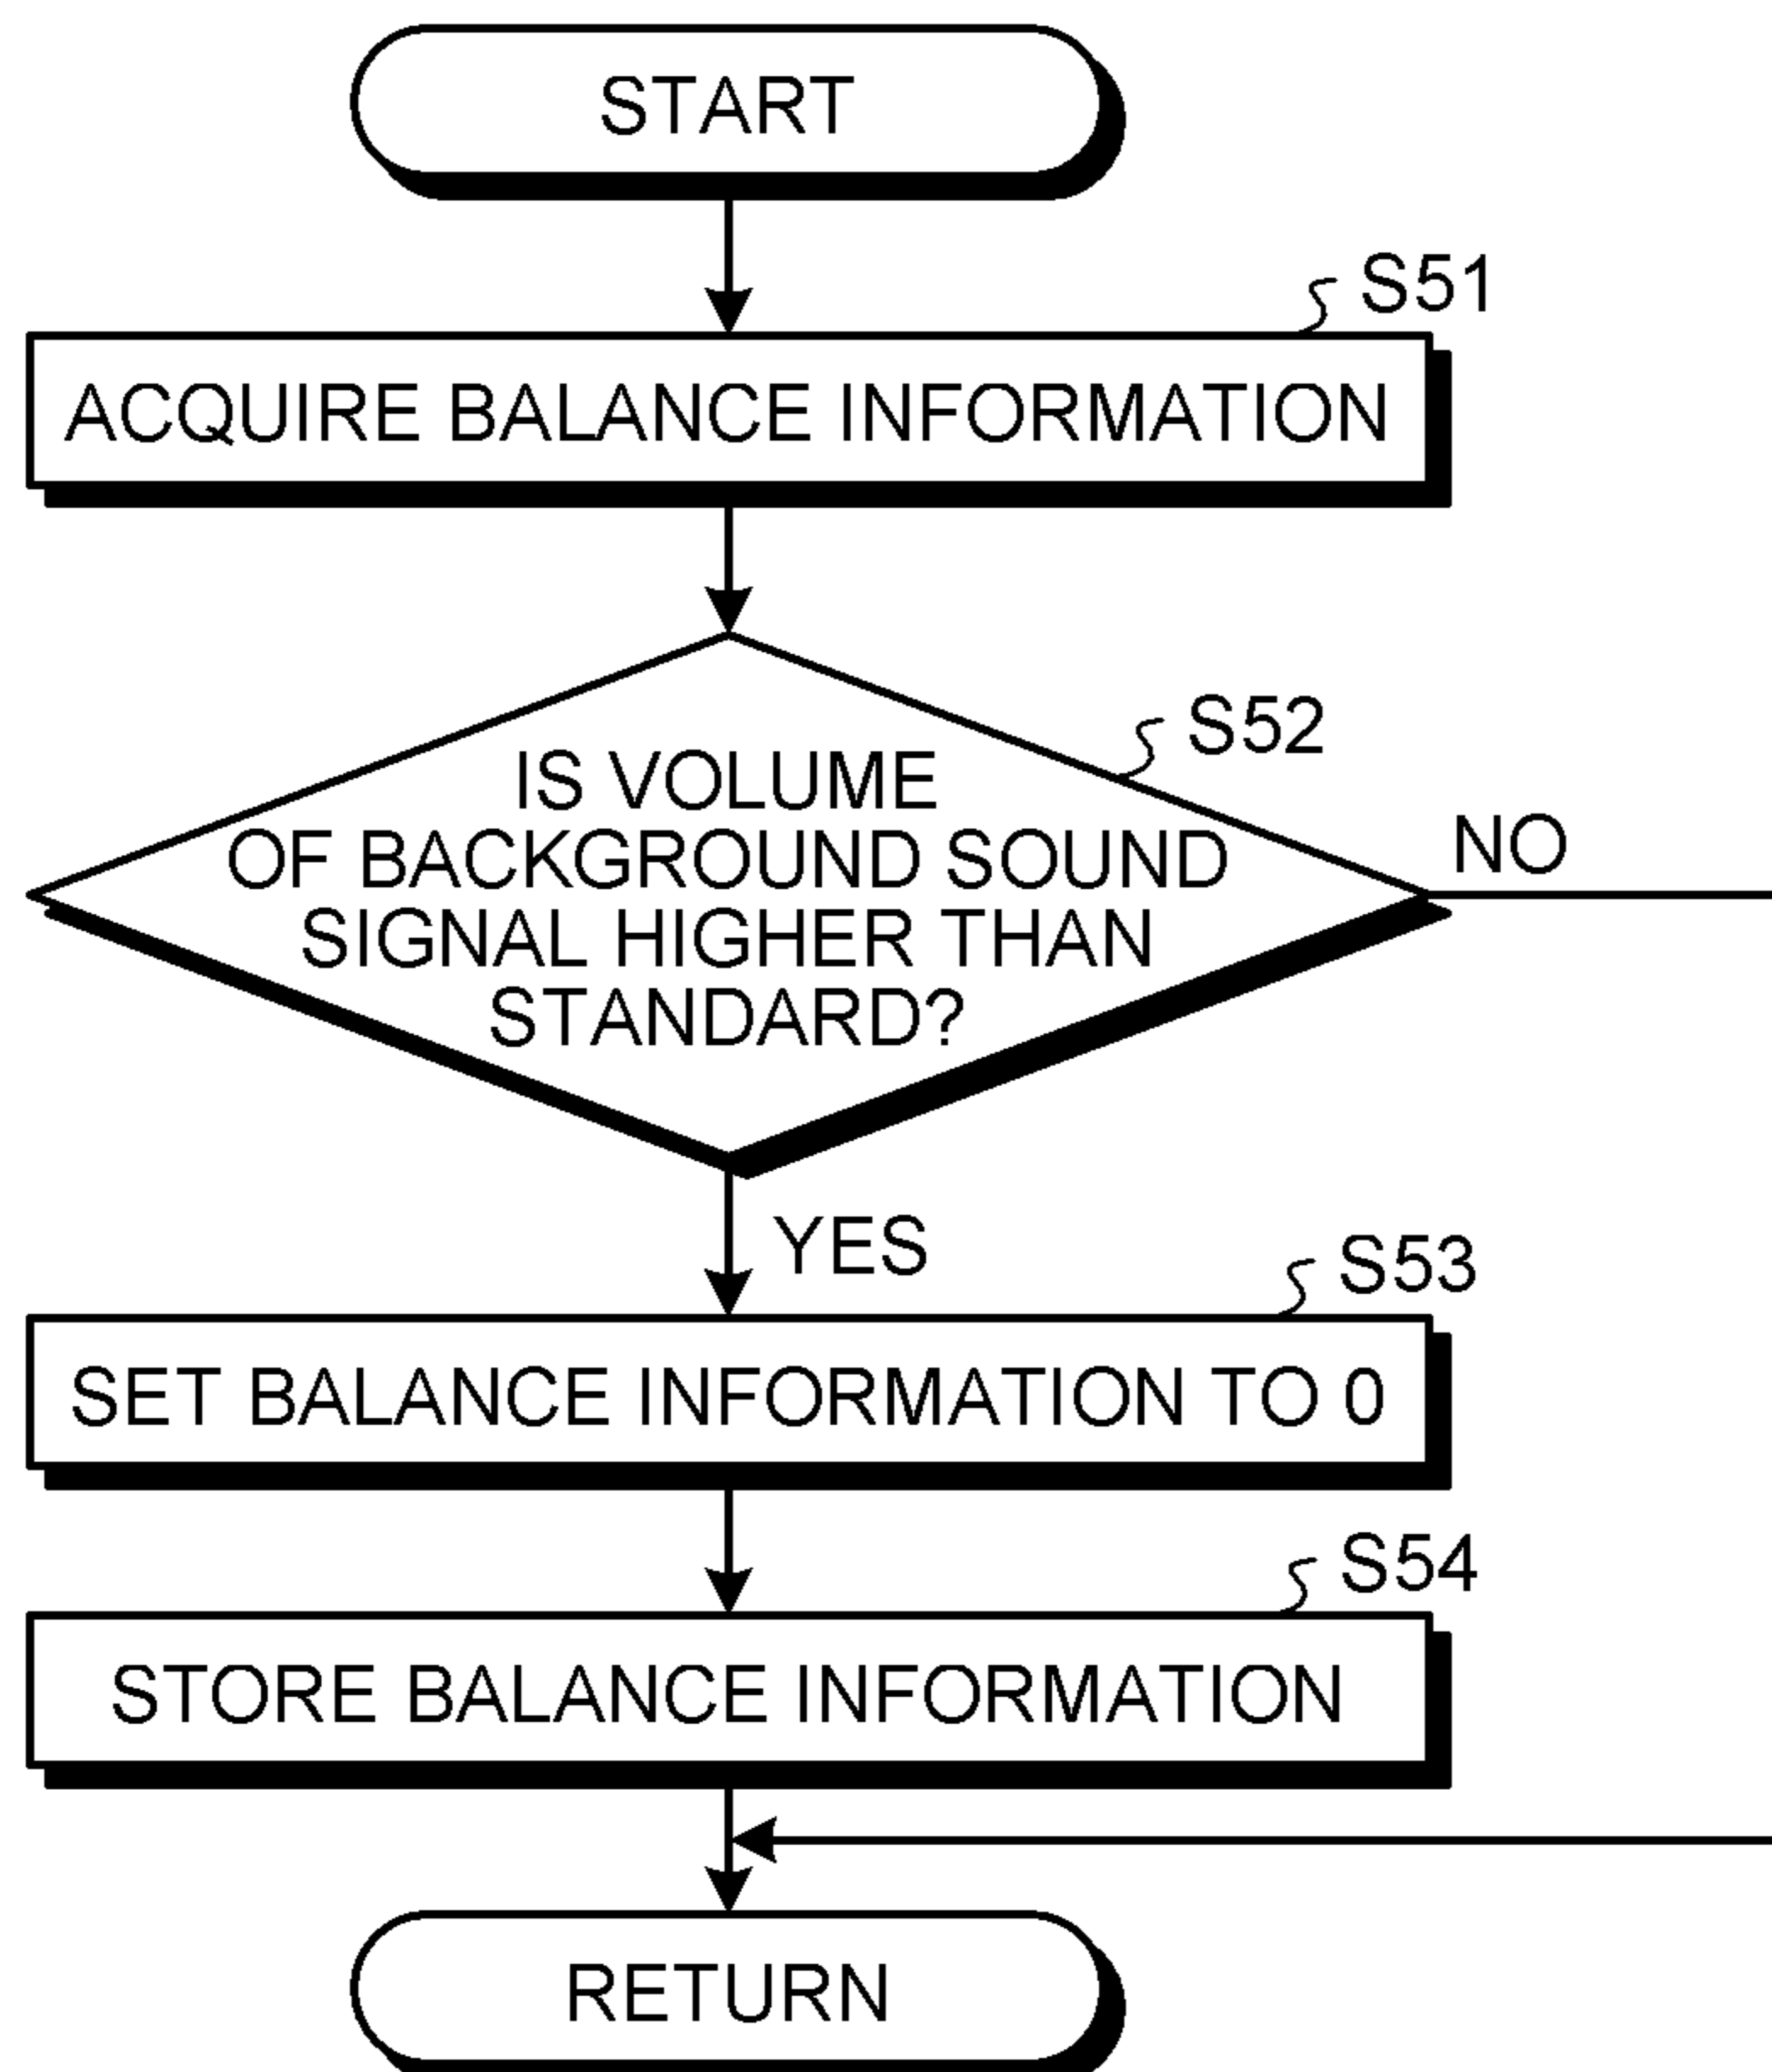 START
S51
ACQUIRE BALANCE INFORMATION
S52
IS VOLUME
OF BACKGROUND SOUND
SIGNAL HIGHER THAN
STANDARD?
NO
YES
S53
SET BALANCE INFORMATION TO 0
S54
STORE BALANCE INFORMATION
RETURN